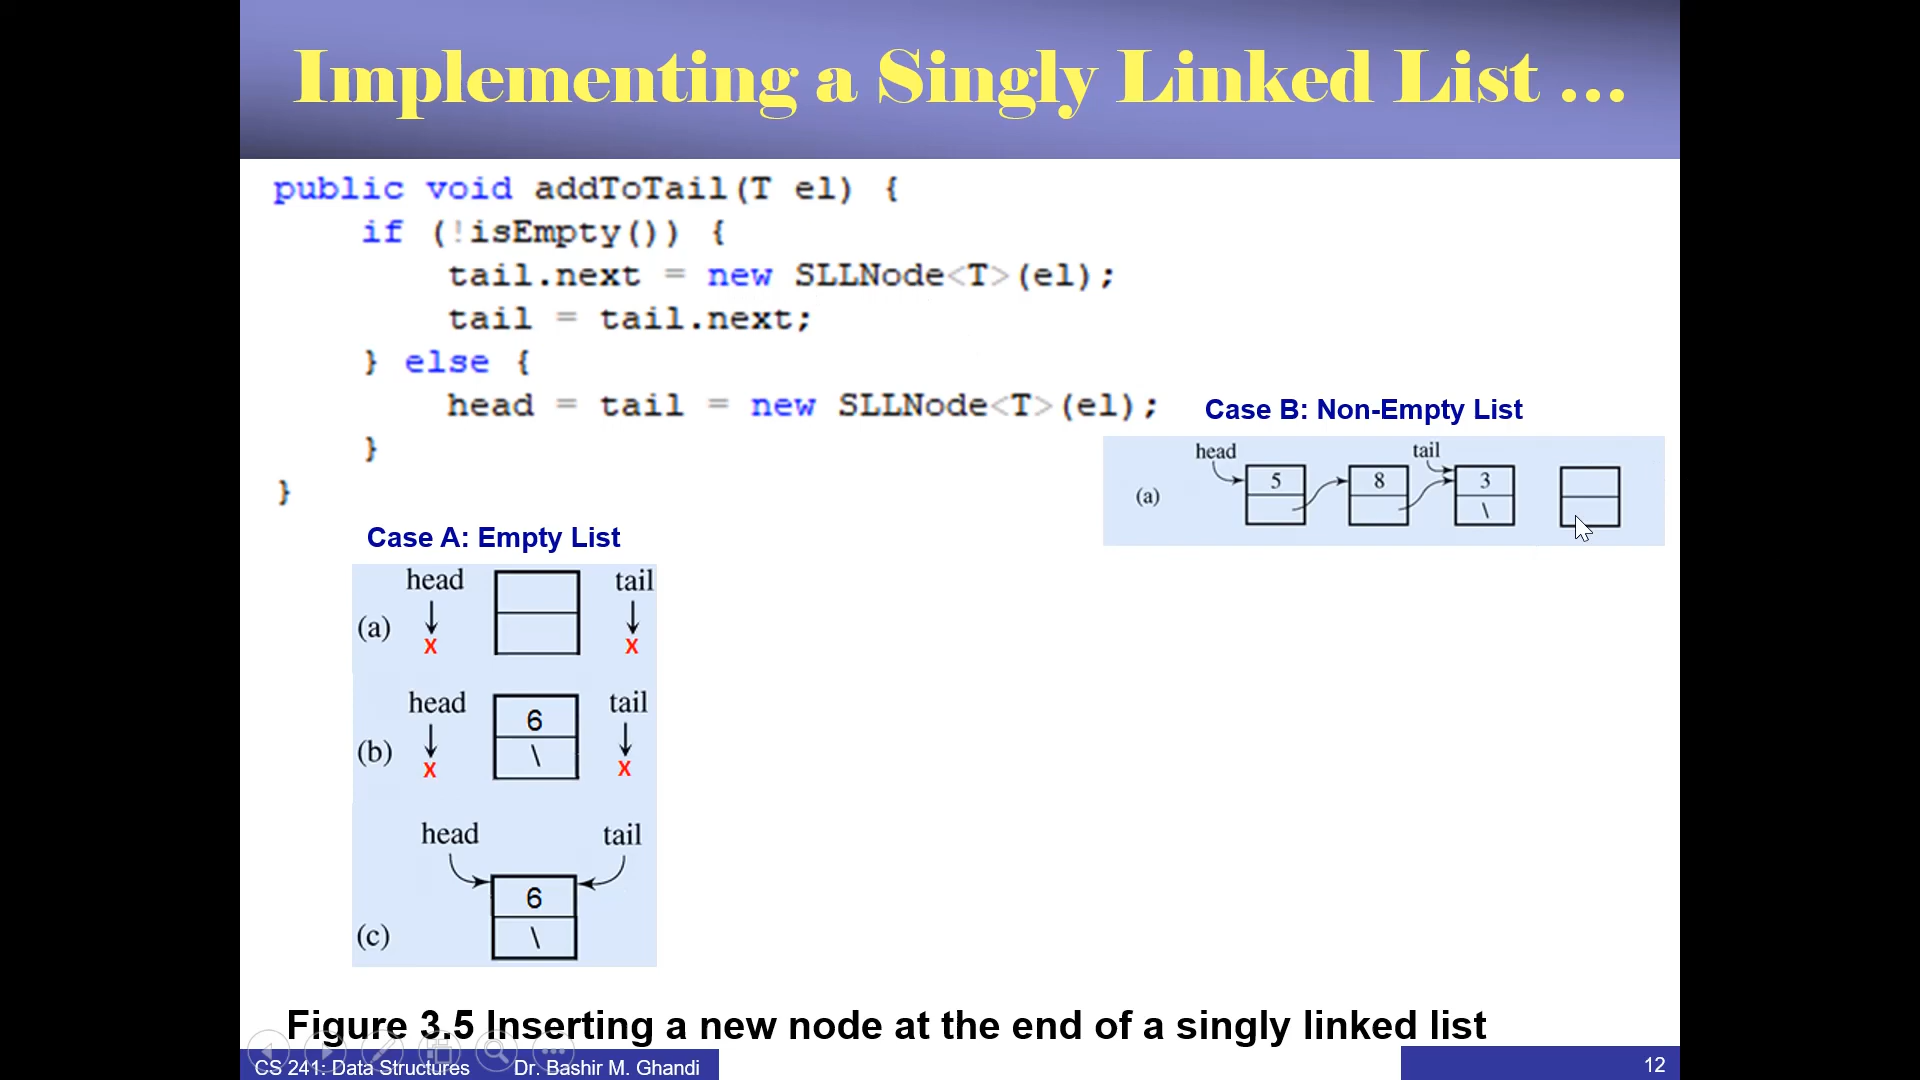 Implementing a Singly Linked List ...
public void addToTail(T el) {
if (!isEmpty()) {
tail.next = new SLLNode<T>(el);
tail = tail.next;
} else {
head = tail = new SLLNode<T>(el);
}
}
Case B: Non-Empty List
head tail
(a) 5 8 3 \
Case A: Empty List
head tail
(a) X X
head tail
(b) X 6 \ X
head tail
(c) 6 \
Figure 3.5 Inserting a new node at the end of a singly linked list
CS 241: Data Structures Dr. Bashir M. Ghandi 12